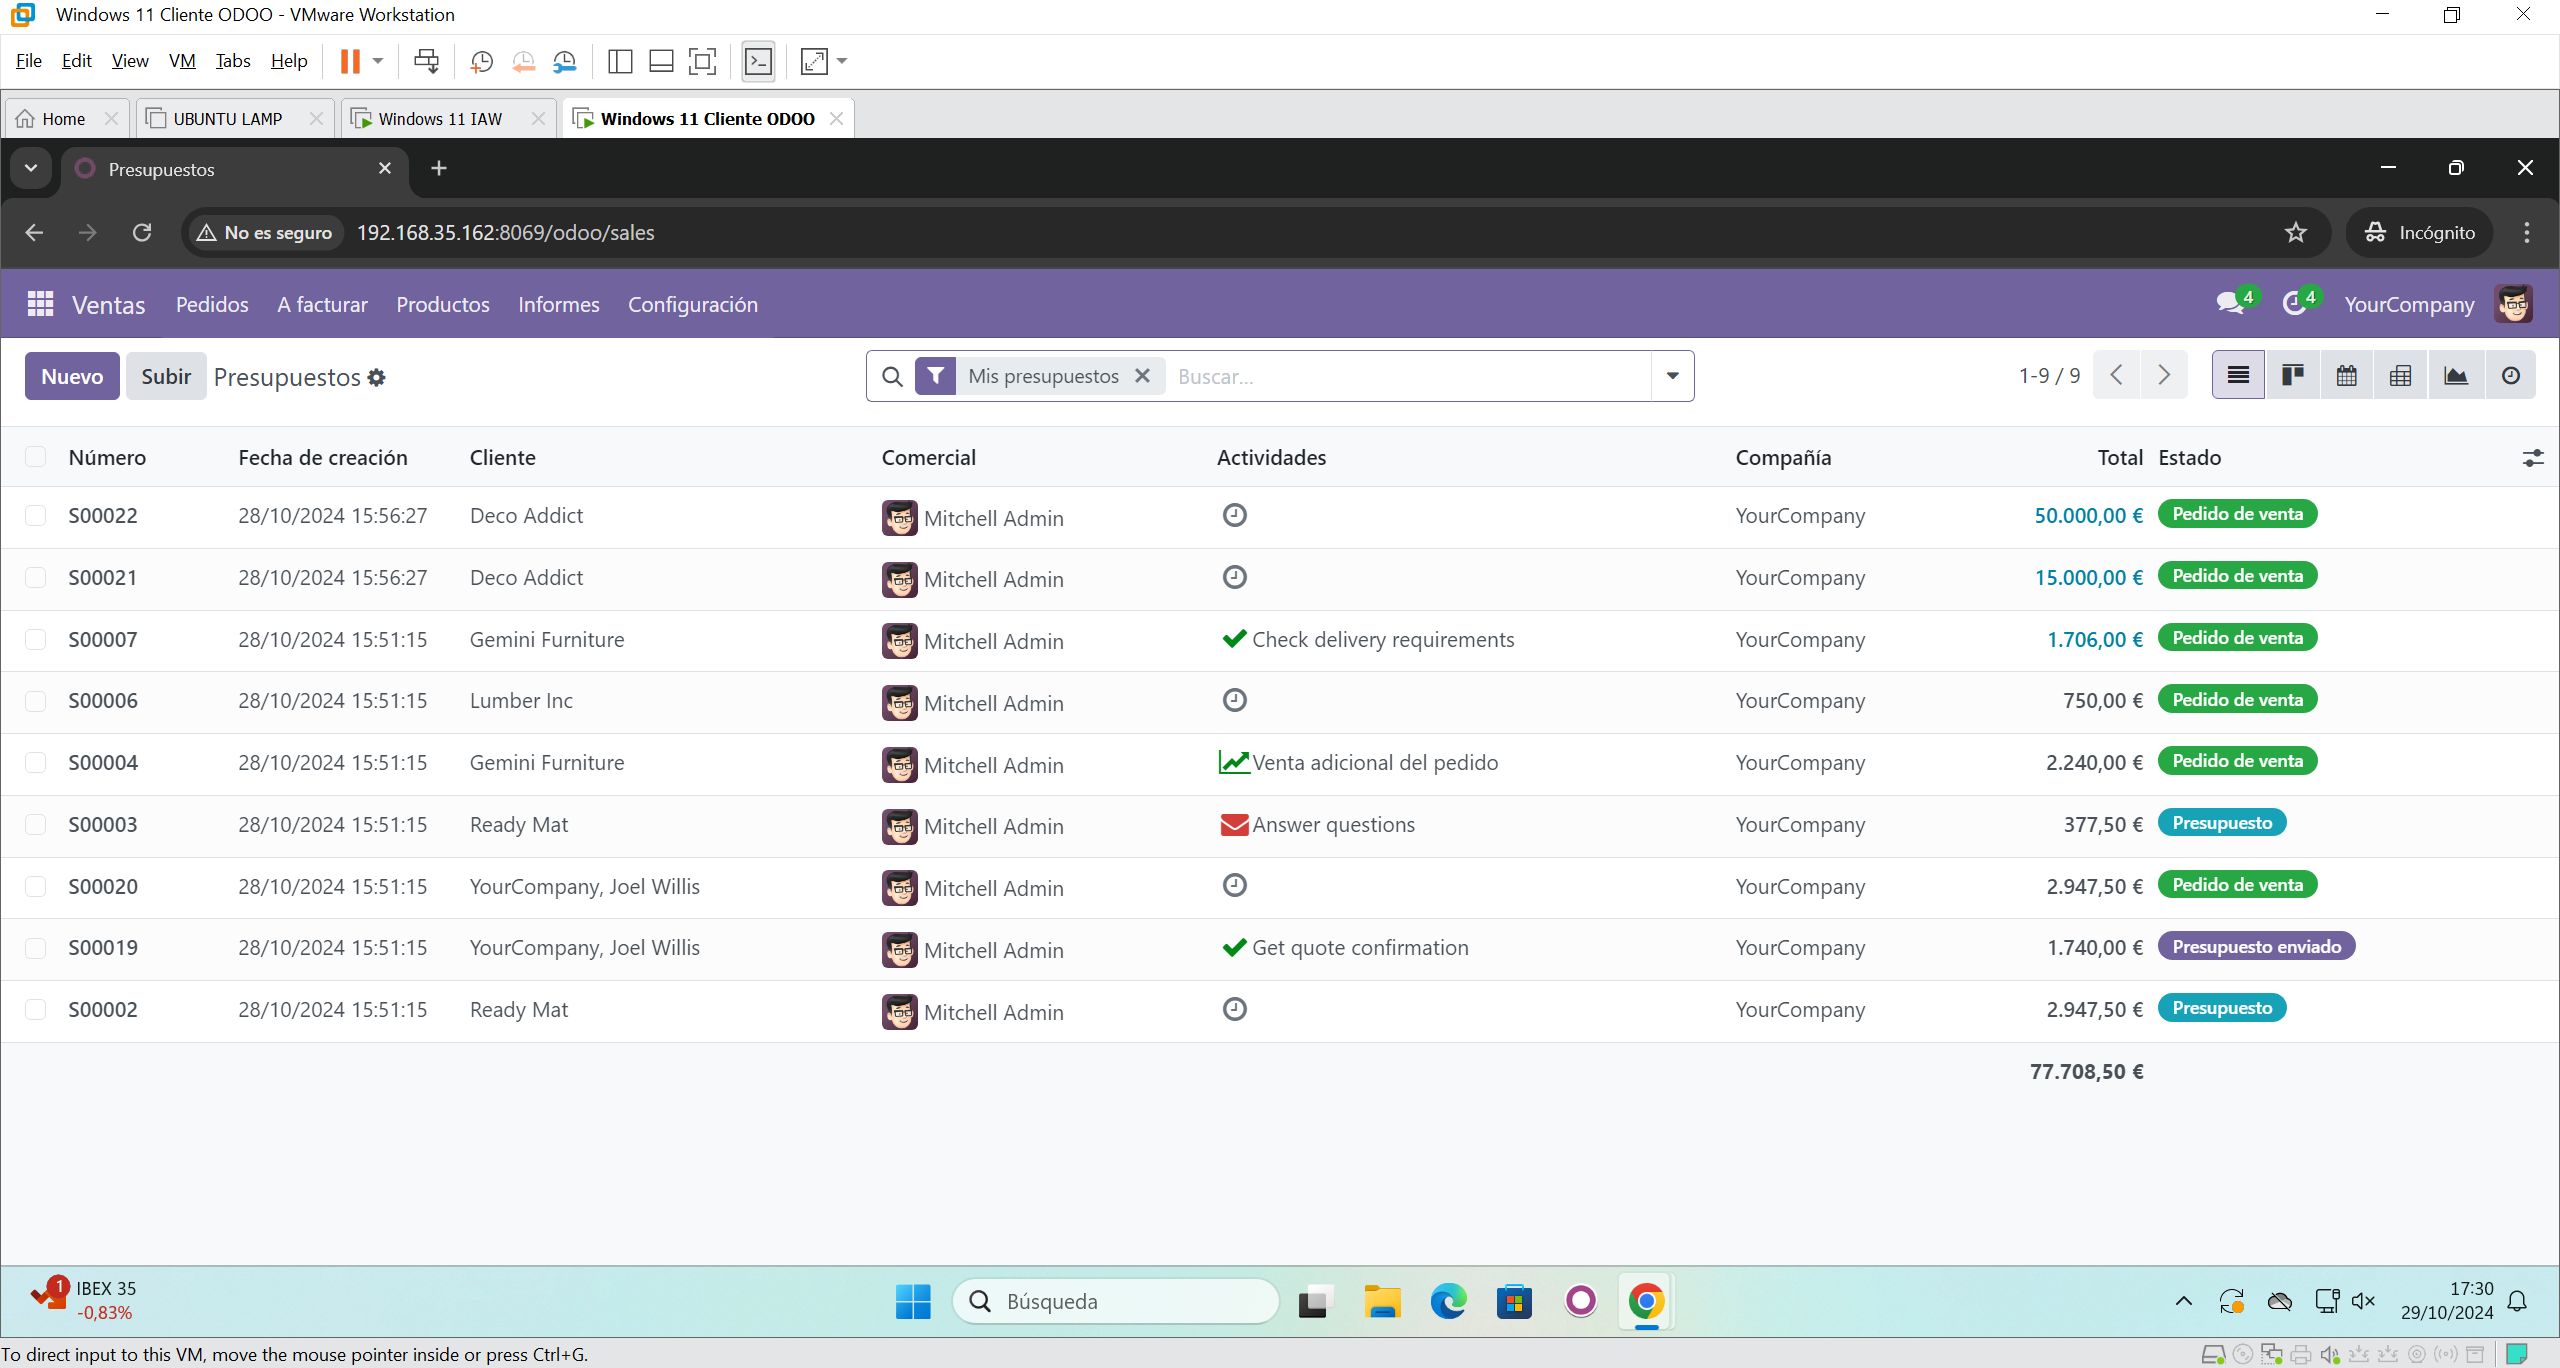 Windows 11 Cliente ODOO - VMware Workstation
File Edit View VM Tabs Help
Home UBUNTU LAMP Windows 11 IAW Windows 11 Cliente ODOO
Presupuestos
No es seguro 192.168.35.162:8069/odoo/sales Incógnito
Ventas Pedidos A facturar Productos Informes Configuración 4 4 YourCompany
Nuevo Subir Presupuestos Mis presupuestos Buscar... 1-9 / 9
Número Fecha de creación Cliente Comercial Actividades Compañía Total Estado
S00022 28/10/2024 15:56:27 Deco Addict Mitchell Admin YourCompany 50.000,00 € Pedido de venta
S00021 28/10/2024 15:56:27 Deco Addict Mitchell Admin YourCompany 15.000,00 € Pedido de venta
S00007 28/10/2024 15:51:15 Gemini Furniture Mitchell Admin Check delivery requirements YourCompany 1.706,00 € Pedido de venta
S00006 28/10/2024 15:51:15 Lumber Inc Mitchell Admin YourCompany 750,00 € Pedido de venta
S00004 28/10/2024 15:51:15 Gemini Furniture Mitchell Admin Venta adicional del pedido YourCompany 2.240,00 € Pedido de venta
S00003 28/10/2024 15:51:15 Ready Mat Mitchell Admin Answer questions YourCompany 377,50 € Presupuesto
S00020 28/10/2024 15:51:15 YourCompany, Joel Willis Mitchell Admin YourCompany 2.947,50 € Pedido de venta
S00019 28/10/2024 15:51:15 YourCompany, Joel Willis Mitchell Admin Get quote confirmation YourCompany 1.740,00 € Presupuesto enviado
S00002 28/10/2024 15:51:15 Ready Mat Mitchell Admin YourCompany 2.947,50 € Presupuesto
77.708,50 €
1 IBEX 35
-0,83%
Búsqueda
17:30
29/10/2024
To direct input to this VM, move the mouse pointer inside or press Ctrl+G.